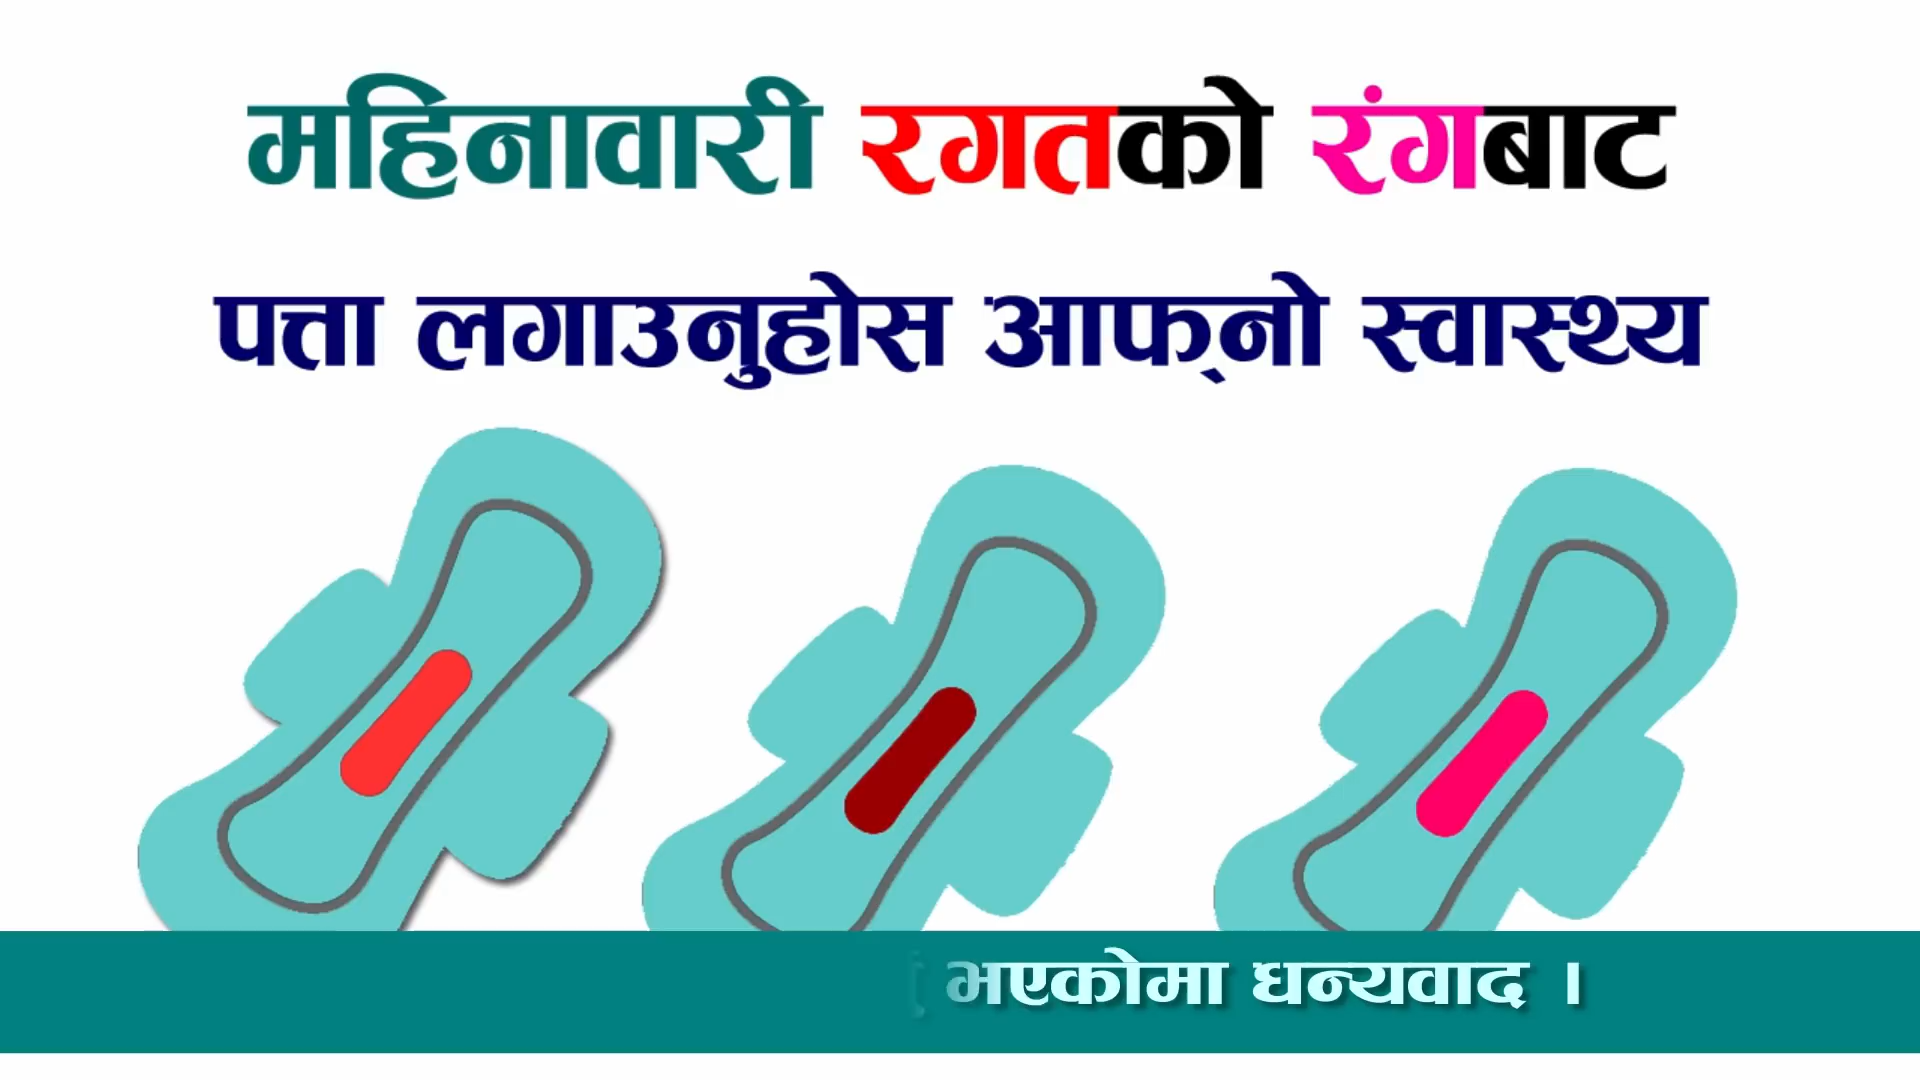 महिनावारी रगतको रंगबाट
पत्ता लगाउनुहोस आफ्नो स्वास्थ्य
भएकोमा धन्यवाद ।